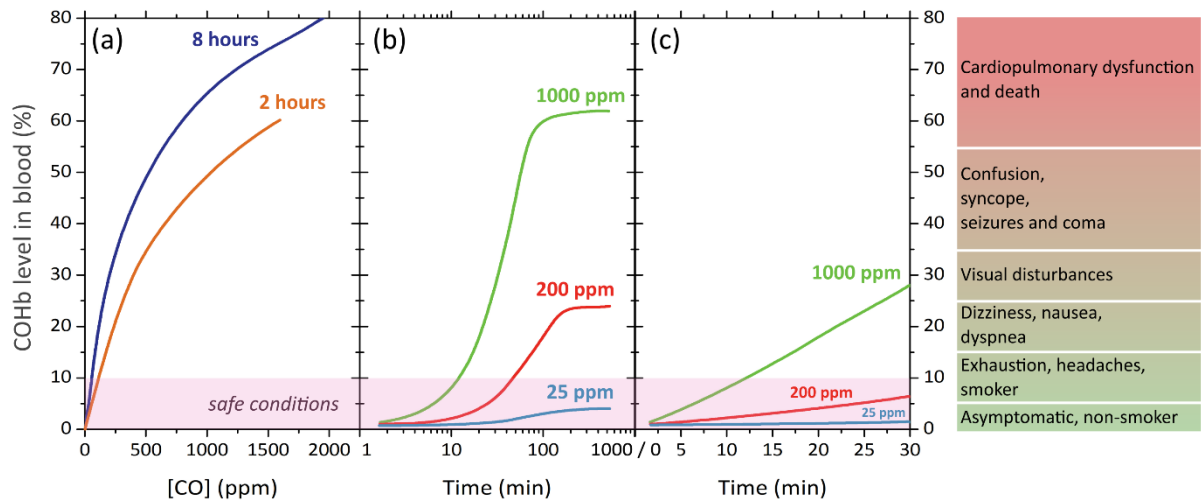 COHb level in blood (%)
80
70
60
50
40
30
20
10
0
(a)
8 hours
2 hours
safe conditions
0
500
1000
1500
2000
[CO] (ppm)
(b)
1000 ppm
200 ppm
25 ppm
1
10
100
1000
Time (min)
/
(c)
1000 ppm
200 ppm
25 ppm
0
5
10
15
20
25
30
Time (min)
80
70
60
50
40
30
20
10
0
Cardiopulmonary dysfunction
and death
Confusion,
syncope,
seizures and coma
Visual disturbances
Dizziness, nausea,
dyspnea
Exhaustion, headaches,
smoker
Asymptomatic, non-smoker